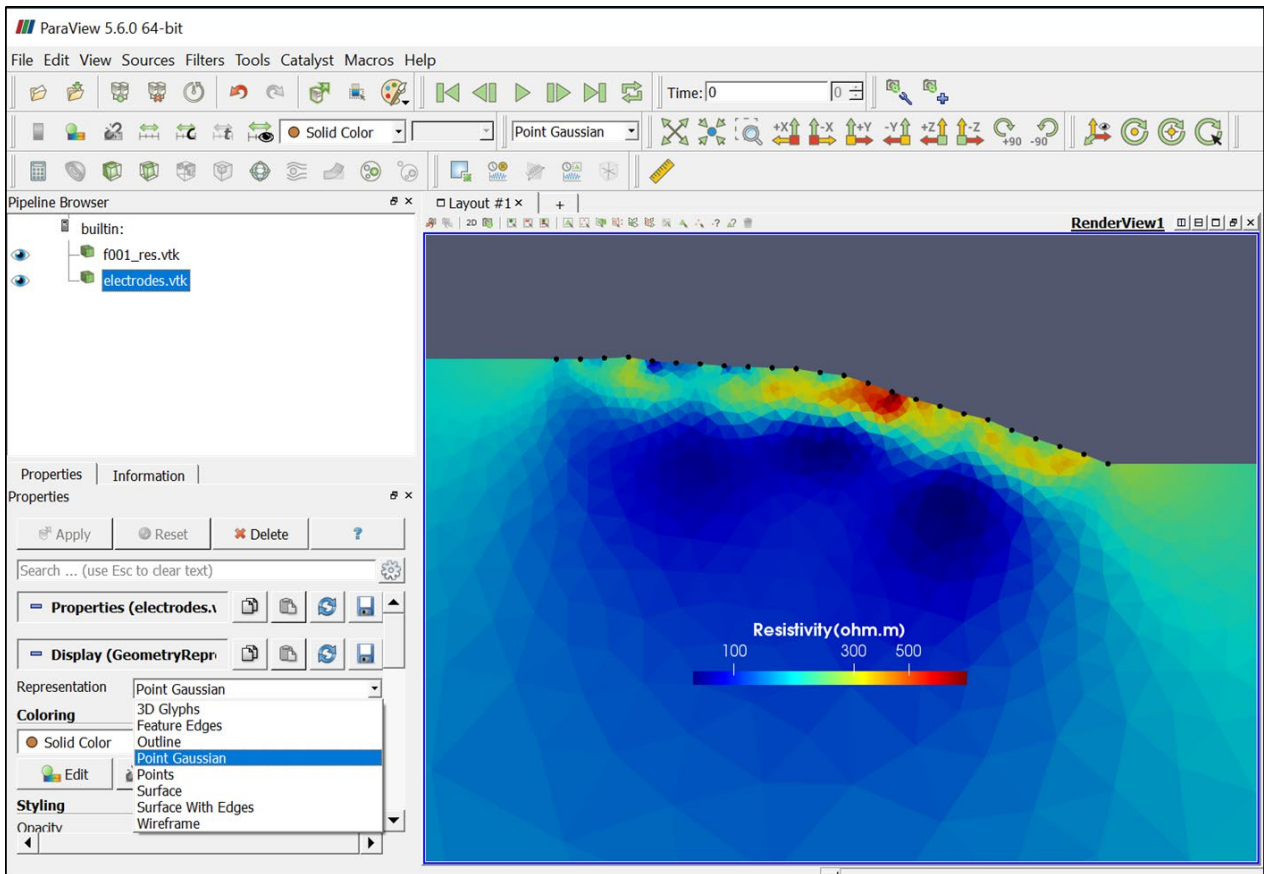 ParaView 5.6.0 64-bit
File Edit View Sources Filters Tools Catalyst Macros Help
Time: 0 0
Solid Color Point Gaussian +X -X +Y -Y +Z -Z +90 -90
Pipeline Browser
Layout #1 × +
builtin:
2D
RenderView1
f001_res.vtk
electrodes.vtk
Properties Information
Properties
Apply Reset Delete ?
Search ... (use Esc to clear text)
Properties (electrodes.v
Display (GeometryRepr
Resistivity(ohm.m)
100 300 500
Representation Point Gaussian
3D Glyphs
Coloring
Feature Edges
Solid Color
Outline
Point Gaussian
Edit
Points
Surface
Styling
Surface With Edges
Opacity
Wireframe